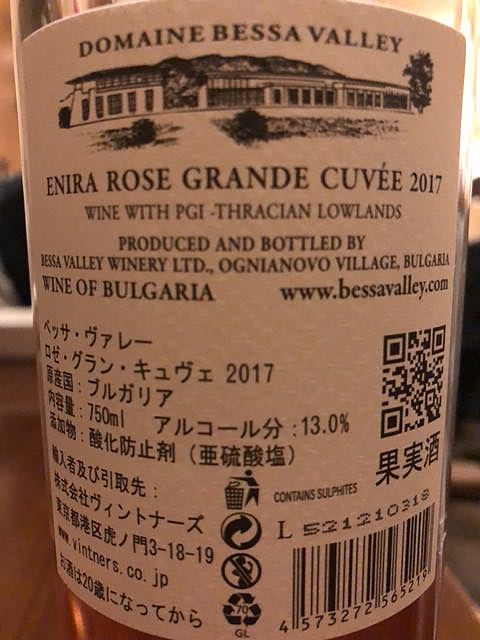 DOMAINE BESSA VALLEY
ENIRA ROSE GRANDE CUVÉE 2017
WINE WITH PGI -THRACIAN LOWLANDS
PRODUCED AND BOTTLED BY
BESSA VALLEY WINERY LTD., OGNIANOVO VILLAGE, BULGARIA
WINE OF BULGARIA www.bessavalley.com
ベッサ・ヴァレー
ロゼ・グラン・キュヴェ 2017
原産国：ブルガリア
内容量：750ml アルコール分：13.0%
添加物：酸化防止剤（亜硫酸塩）
果実酒
輸入者及び引取先：
株式会社ヴィントナーズ
東京都港区虎ノ門3-18-19
www.vintners.co.jp
お酒は20歳になってから
CONTAINS SULPHITES
L 521210318
70
GL
4 573272 565219